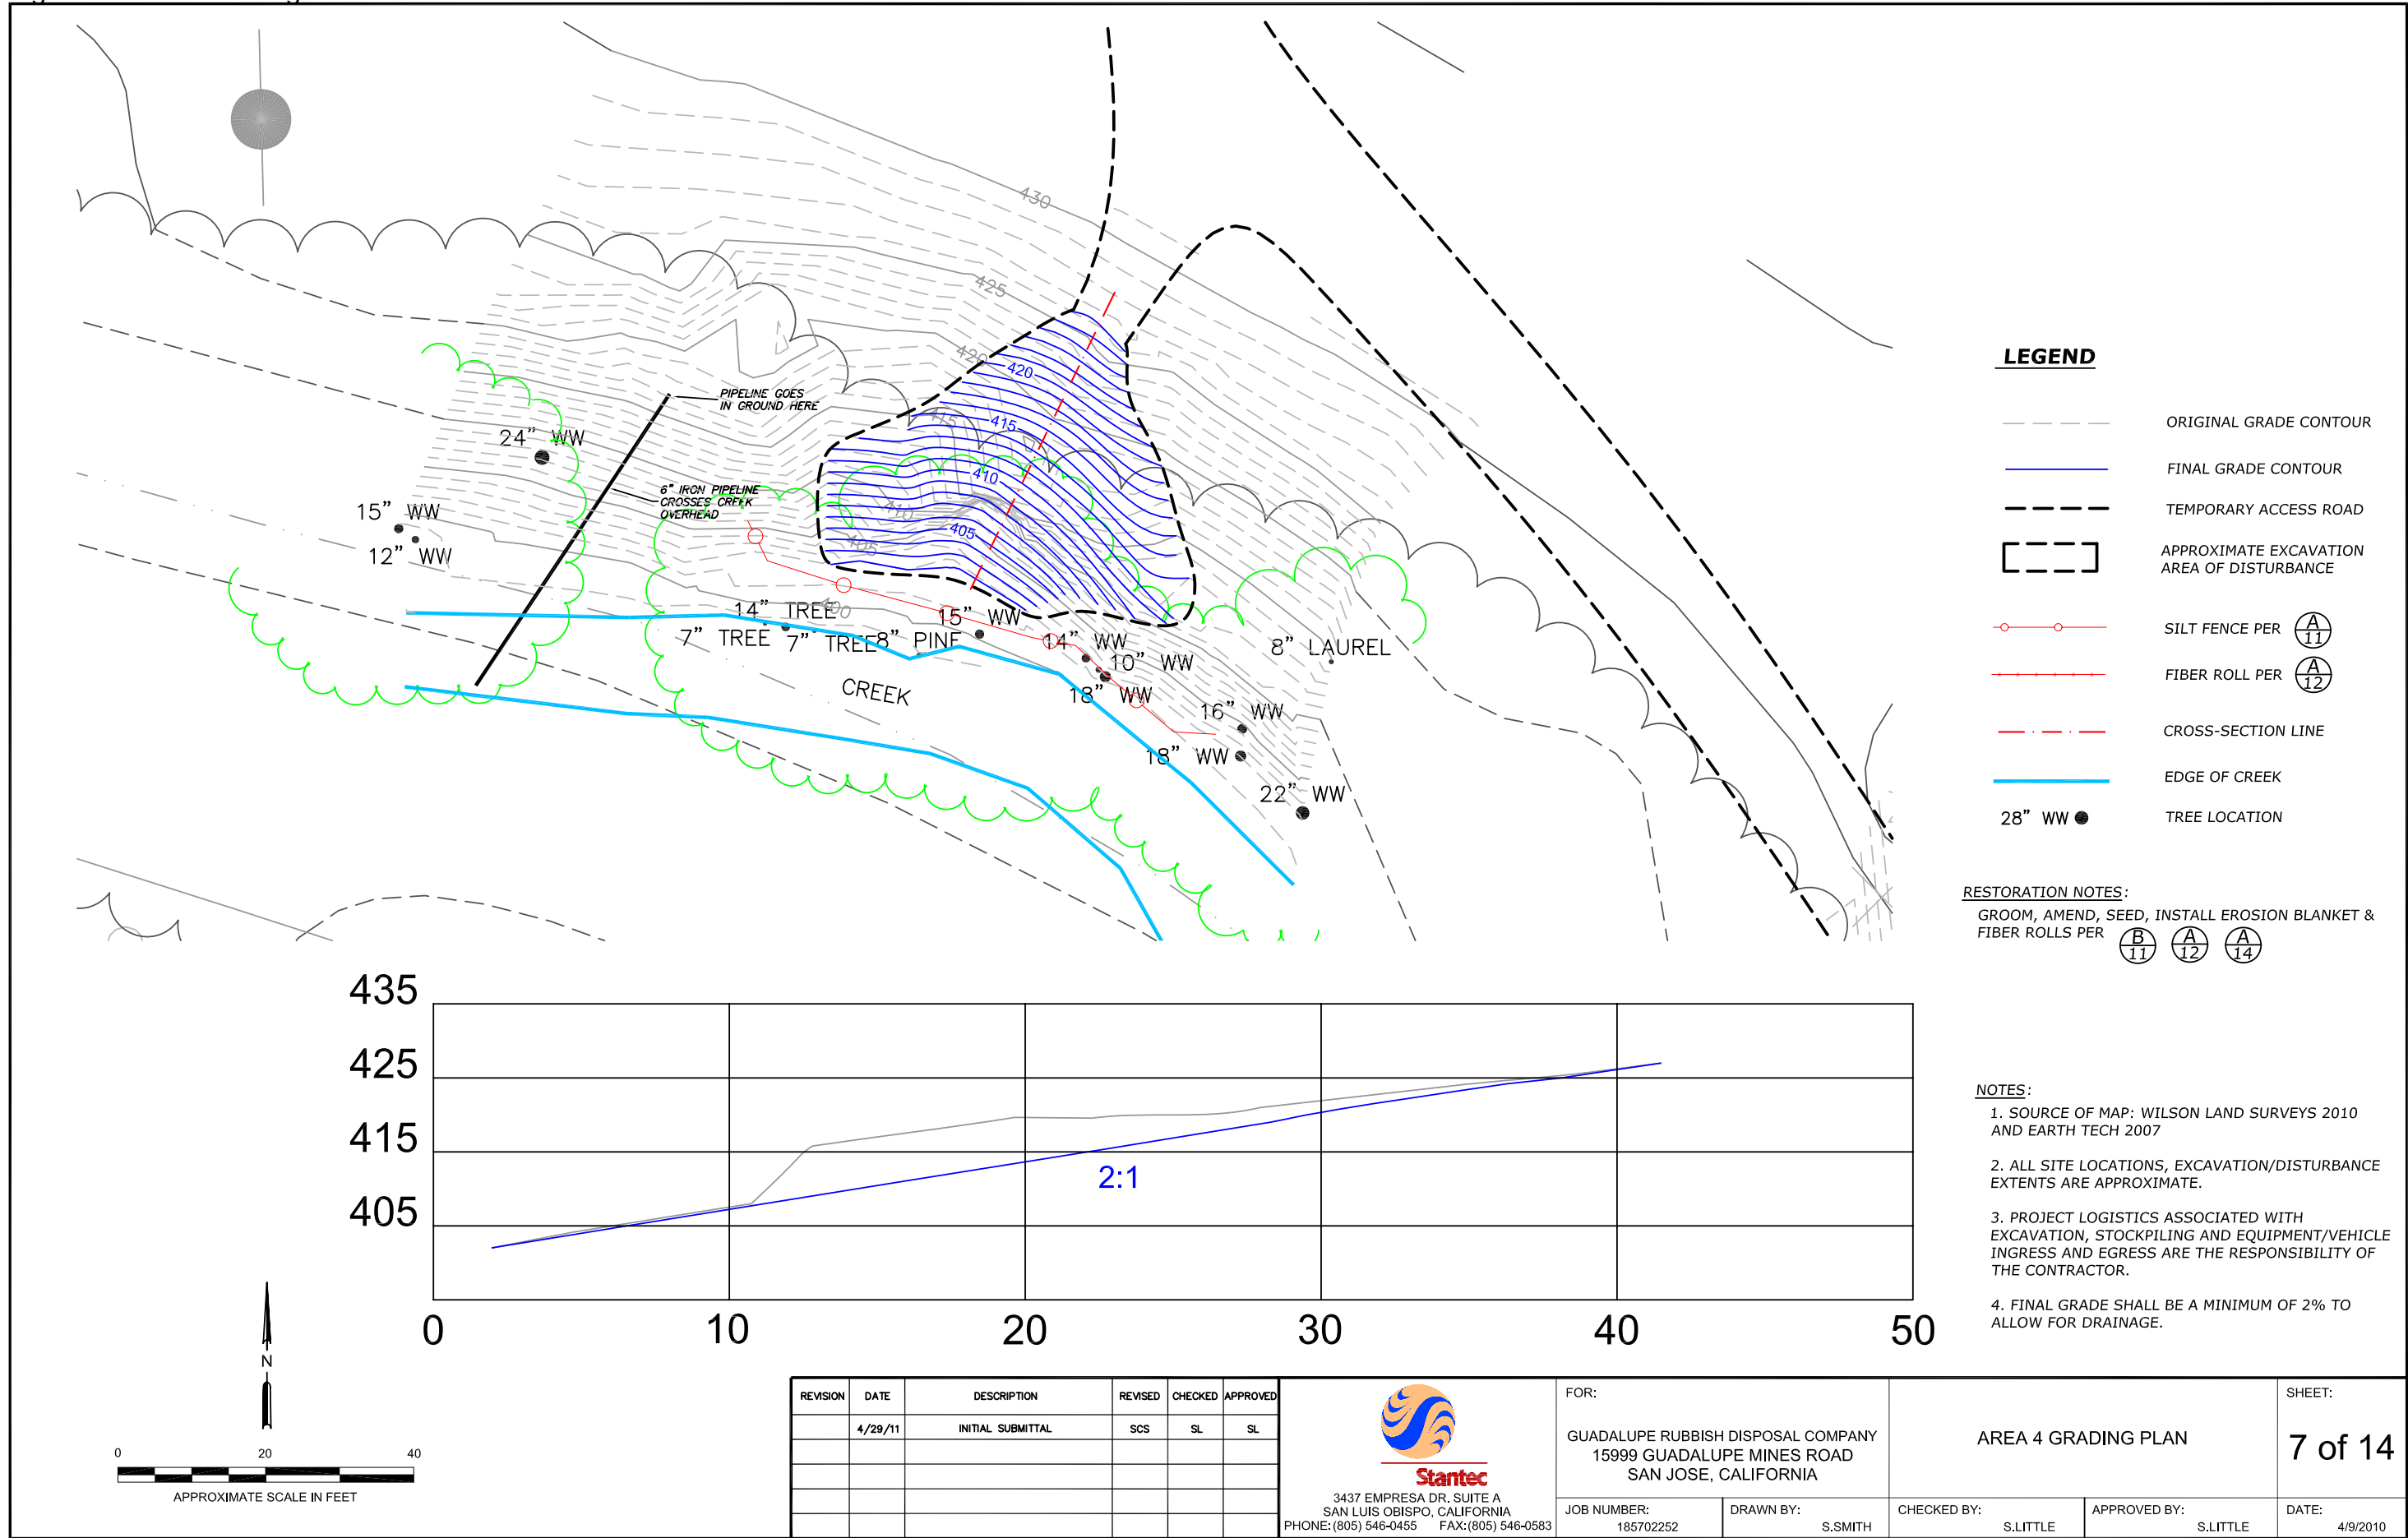 430
425
420
420
415
415
410
410
405
405
400
PIPELINE GOES
IN GROUND HERE
24" WW
6" IRON PIPELINE
CROSSES CREEK
OVERHEAD
15" WW
12" WW
14" TREE
7" TREE
7" TREE
8" PINE
15" WW
14" WW
10" WW
18" WW
8" LAUREL
16" WW
18" WW
22" WW
CREEK
LEGEND
ORIGINAL GRADE CONTOUR
FINAL GRADE CONTOUR
TEMPORARY ACCESS ROAD
APPROXIMATE EXCAVATION
AREA OF DISTURBANCE
SILT FENCE PER A 11
FIBER ROLL PER A 12
CROSS-SECTION LINE
EDGE OF CREEK
28" WW TREE LOCATION
RESTORATION NOTES:
GROOM, AMEND, SEED, INSTALL EROSION BLANKET &
FIBER ROLLS PER B 11 A 12 A 14
435
425
415
405
2:1
0 10 20 30 40 50
NOTES:
1. SOURCE OF MAP: WILSON LAND SURVEYS 2010
AND EARTH TECH 2007
2. ALL SITE LOCATIONS, EXCAVATION/DISTURBANCE
EXTENTS ARE APPROXIMATE.
3. PROJECT LOGISTICS ASSOCIATED WITH
EXCAVATION, STOCKPILING AND EQUIPMENT/VEHICLE
INGRESS AND EGRESS ARE THE RESPONSIBILITY OF
THE CONTRACTOR.
4. FINAL GRADE SHALL BE A MINIMUM OF 2% TO
ALLOW FOR DRAINAGE.
N
0 20 40
APPROXIMATE SCALE IN FEET
REVISION DATE DESCRIPTION REVISED CHECKED APPROVED
4/29/11 INITIAL SUBMITTAL SCS SL SL
Stantec
3437 EMPRESA DR. SUITE A
SAN LUIS OBISPO, CALIFORNIA
PHONE:(805) 546-0455 FAX:(805) 546-0583
FOR:
GUADALUPE RUBBISH DISPOSAL COMPANY
15999 GUADALUPE MINES ROAD
SAN JOSE, CALIFORNIA
AREA 4 GRADING PLAN
SHEET:
7 of 14
JOB NUMBER:
185702252
DRAWN BY:
S.SMITH
CHECKED BY:
S.LITTLE
APPROVED BY:
S.LITTLE
DATE:
4/9/2010